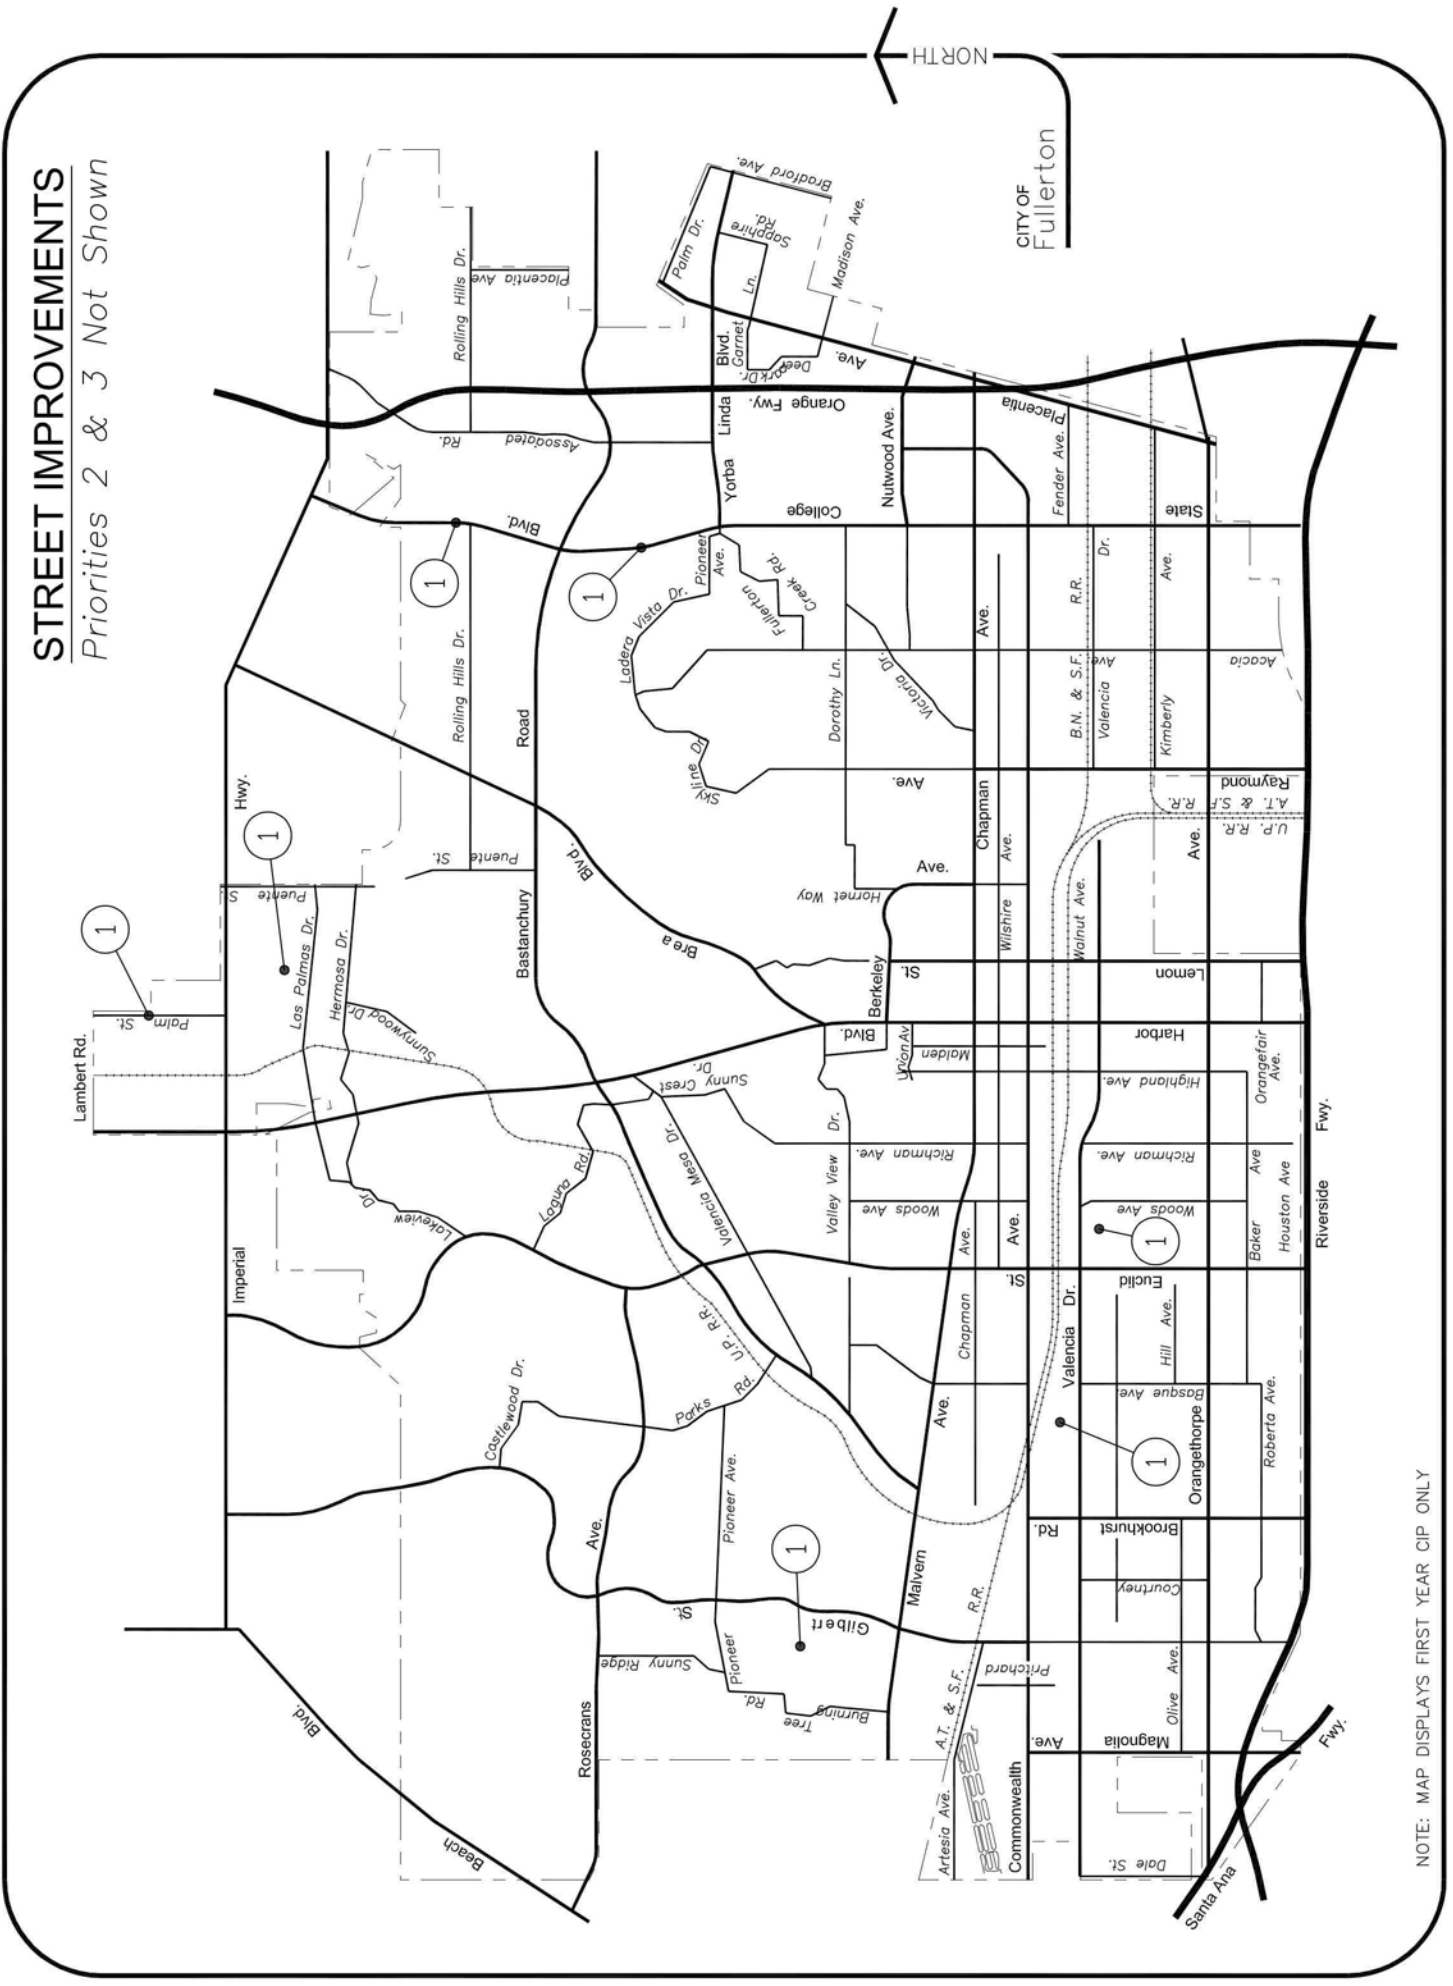 STREET IMPROVEMENTS
Priorities 2 & 3 Not Shown
NORTH
CITY OF
Fullerton
Lambert Rd.
Palm St.
1
1
Puente St.
Hwy.
Imperial
Las Palmas Dr.
Hermosa Dr.
Sunnywood Dr
Lakeview Dr
Rolling Hills Dr.
Rolling Hills Dr.
Placentia Ave
Associated Rd.
Blvd.
1
1
Puente St.
Bastanchury
Road
Brea
Blvd.
Laguna Rd.
Castlewood Dr.
Beach
Blvd.
Rosecrans
Ave.
Sunny Crest Dr.
Valencia Mesa Dr.
U.P. R.R.
Parks Rd.
Pioneer Ave.
Sunny Ridge
Pioneer
Burning Tree Rd.
Gilbert St.
1
Palm Dr.
Bradford Ave.
Sapphire Rd.
Garnet Ln.
Deer Park Dr.
Madison Ave.
Yorba Linda Blvd.
Orange Fwy.
Placentia Ave.
Nutwood Ave.
State College
Pioneer Ave.
Ladera Vista Dr.
Fullerton Creek Rd.
Skyline Dr
Dorothy Ln.
Victoria Dr.
Acacia Ave
Raymond Ave.
Hornet Way
Berkeley Ave.
Lemon St.
Harbor Blvd.
Union Av
Malden
Highland Ave.
Valley View Dr.
Richman Ave.
Richman Ave.
Woods Ave
Woods Ave
Chapman Ave.
Chapman Ave.
Wilshire Ave.
Malvern Ave.
Commonwealth Ave.
Artesia Ave.
A.T. & S.F. R.R.
Pritchard
Fender Ave.
B.N. & S.F. R.R.
Valencia Dr.
Kimberly Ave.
A.T. & S.F. R.R.
U.P. R.R.
Walnut Ave.
Valencia Dr.
Euclid St.
Hill Ave.
Basque Ave.
Brookhurst Rd.
Courtney
Olive Ave.
Magnolia Ave.
Dale St.
1
1
Orangethorpe Ave.
Orangefair Ave.
Baker Ave
Houston Ave
Roberta Ave.
Riverside Fwy.
Santa Ana Fwy.
NOTE: MAP DISPLAYS FIRST YEAR CIP ONLY